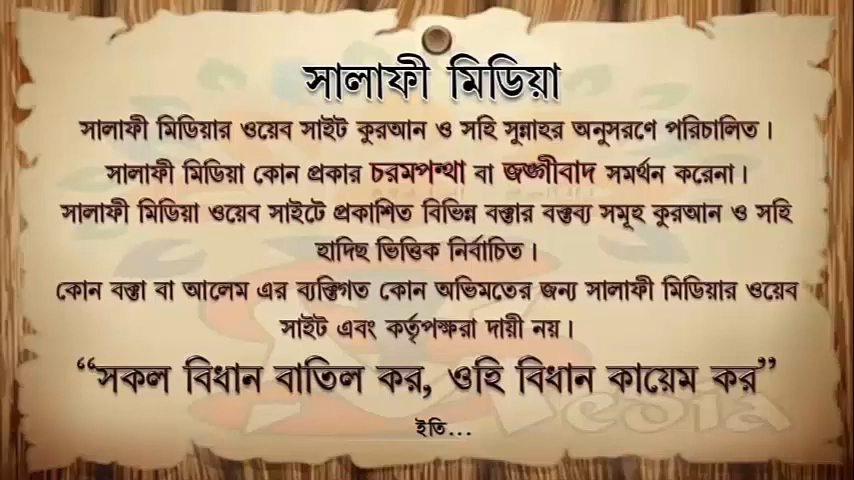 সালাফী মিডিয়া
সালাফী মিডিয়ার ওয়েব সাইট কুরআন ও সহি সুন্নাহর অনুসরণে পরিচালিত।
সালাফী মিডিয়া কোন প্রকার চরমপন্থা বা জঙ্গীবাদ সমর্থন করেনা।
সালাফী মিডিয়া ওয়েব সাইটে প্রকাশিত বিভিন্ন বক্তার বক্তব্য সমূহ কুরআন ও সহি
হাদিছ ভিত্তিক নির্বাচিত।
কোন বক্তা বা আলেম এর ব্যক্তিগত কোন অভিমতের জন্য সালাফী মিডিয়ার ওয়েব
সাইট এবং কর্তৃপক্ষরা দায়ী নয়।
“সকল বিধান বাতিল কর, ওহি বিধান কায়েম কর”
ইতি...